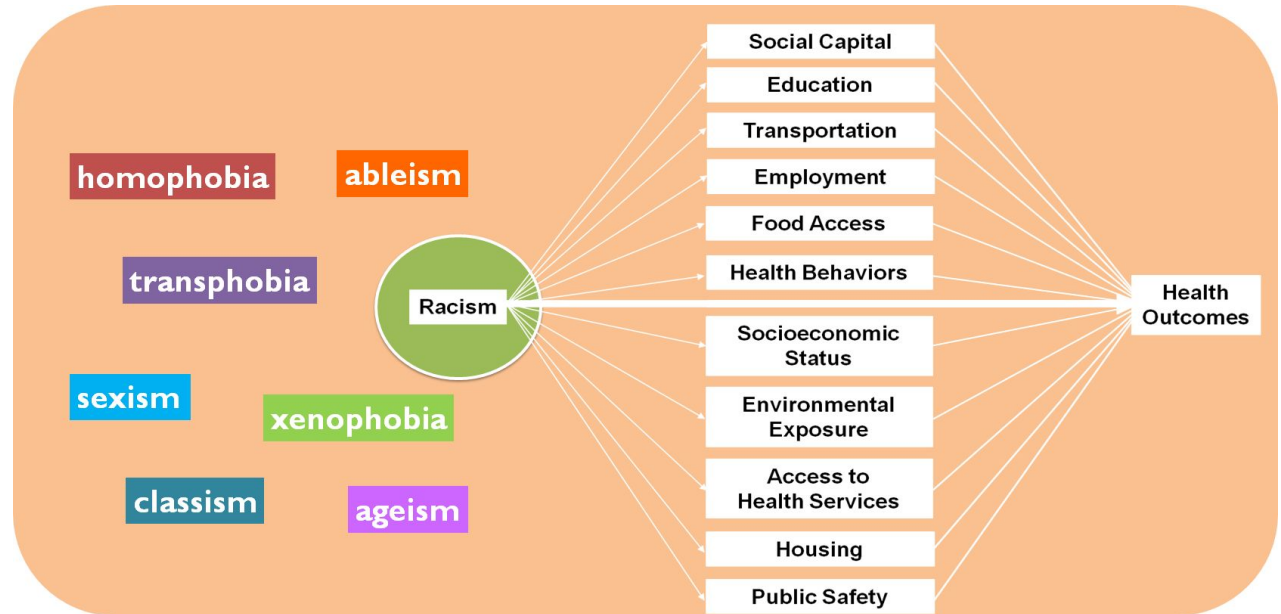 homophobia
ableism
transphobia
Racism
sexism
xenophobia
classism
ageism
Social Capital
Education
Transportation
Employment
Food Access
Health Behaviors
Socioeconomic
Status
Environmental
Exposure
Access to
Health Services
Housing
Public Safety
Health
Outcomes